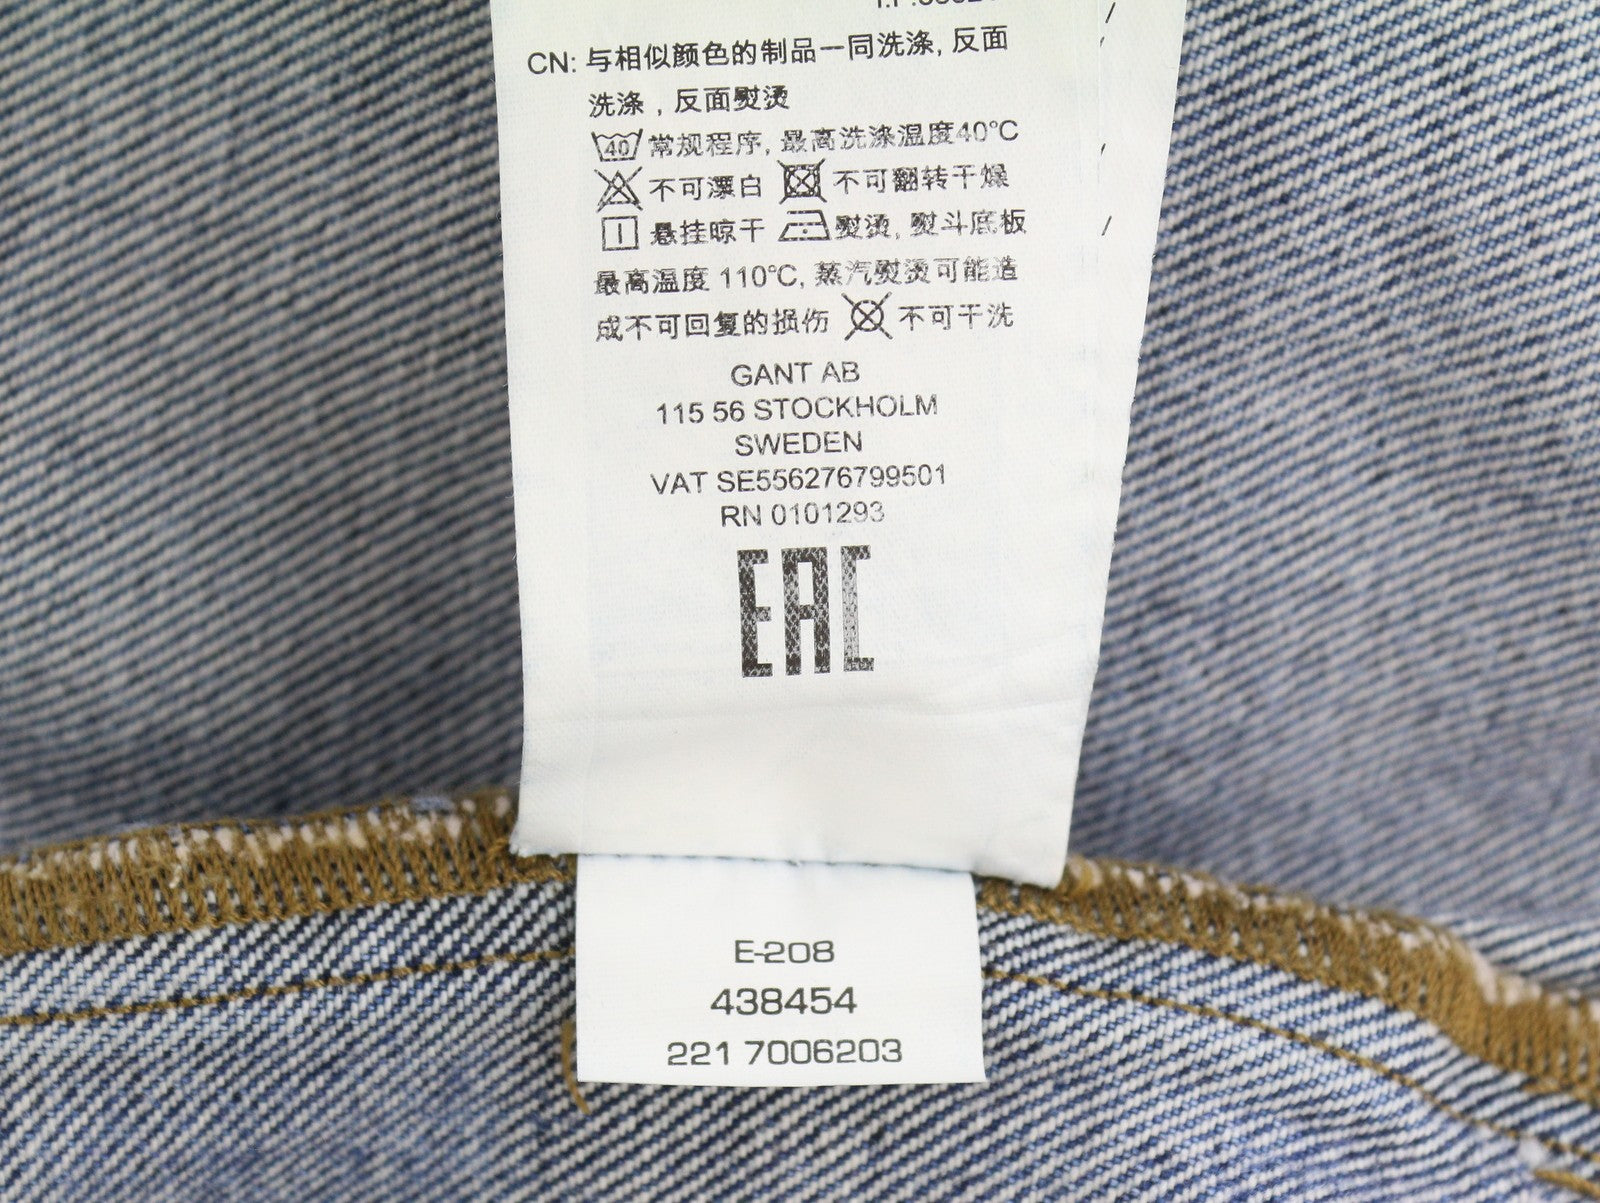 CN: 与相似颜色的制品一同洗涤, 反面
洗涤 , 反面熨烫
40 常规程序, 最高洗涤温度40°C
不可漂白 不可翻转干燥
悬挂晾干 熨烫, 熨斗底板
最高温度 110°C, 蒸汽熨烫可能造
成不可回复的损伤 不可干洗
GANT AB
115 56 STOCKHOLM
SWEDEN
VAT SE556276799501
RN 0101293
EAC
E-208
438454
221 7006203